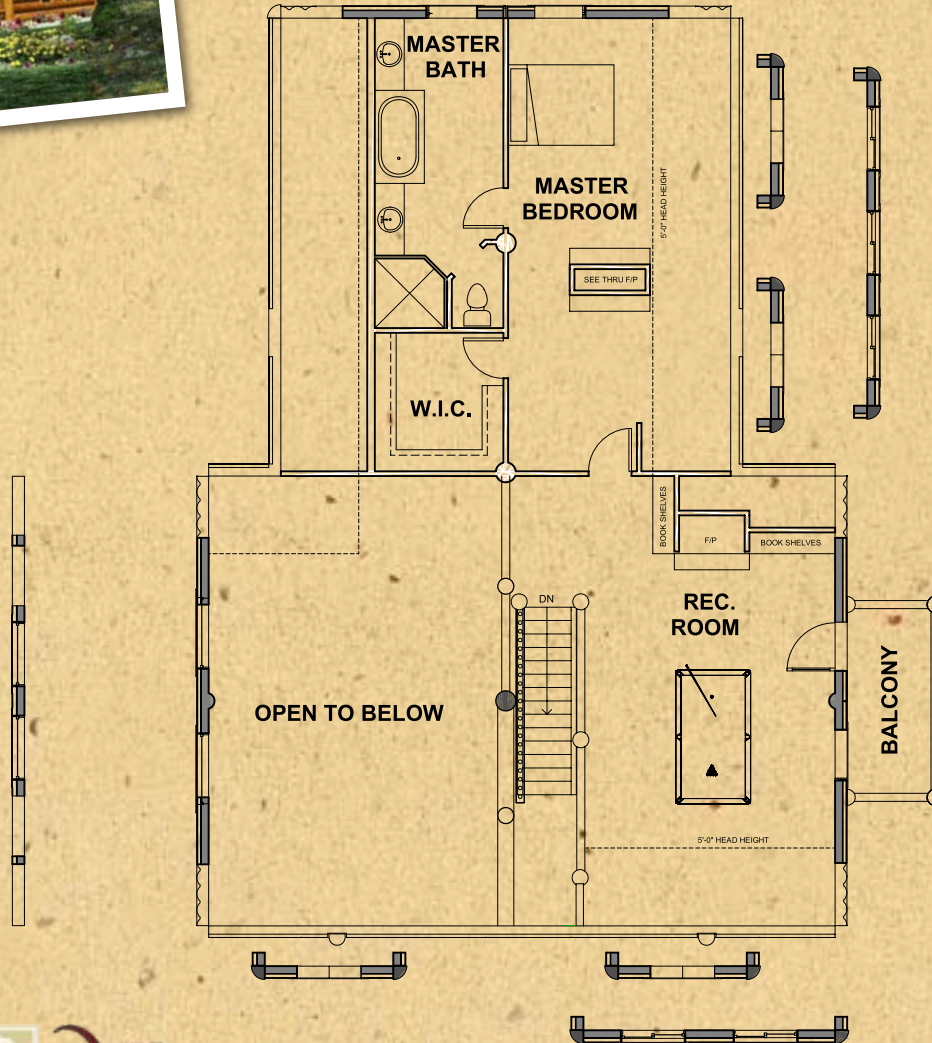 MASTER
BATH
MASTER
BEDROOM
5'-0" HEAD HEIGHT
SEE THRU F/P
W.I.C.
BOOK SHELVES
F/P
BOOK SHELVES
DN
REC.
ROOM
OPEN TO BELOW
BALCONY
5'-0" HEAD HEIGHT